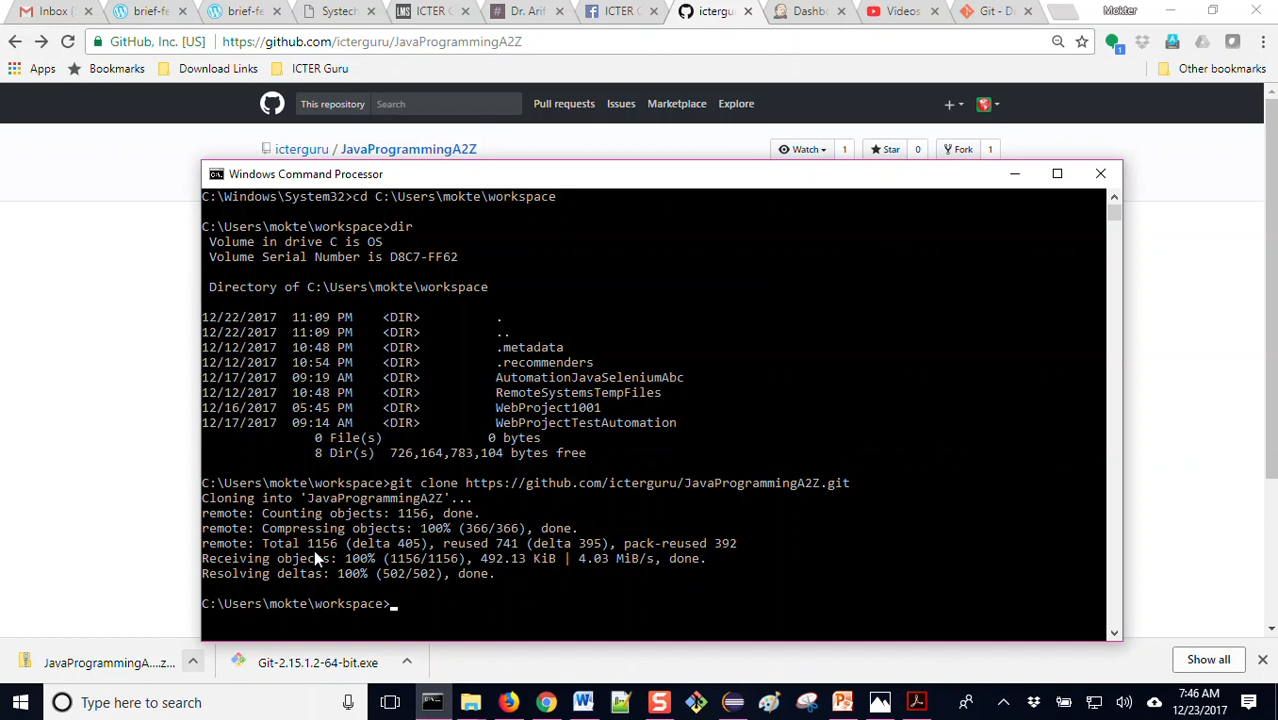 Inbox (
brief-fe
brief-fe
Systech
ICTER G
Dr. Arif
ICTER G
ictergu
Dashbo
Videos
Git - D
Mokter
GitHub, Inc. [US]
https://github.com/icterguru/JavaProgrammingA2Z
1
Apps
Bookmarks
Download Links
ICTER Guru
Other bookmarks
This repository
Search
Pull requests
Issues
Marketplace
Explore
icterguru / JavaProgrammingA2Z
Watch
1
Star
0
Fork
1
Windows Command Processor
C:\Windows\System32>cd C:\Users\mokte\workspace
C:\Users\mokte\workspace>dir
Volume in drive C is OS
Volume Serial Number is D8C7-FF62
Directory of C:\Users\mokte\workspace
12/22/2017 11:09 PM <DIR> .
12/22/2017 11:09 PM <DIR> ..
12/12/2017 10:48 PM <DIR> .metadata
12/12/2017 10:54 PM <DIR> .recommenders
12/17/2017 09:19 AM <DIR> AutomationJavaSeleniumAbc
12/12/2017 10:48 PM <DIR> RemoteSystemsTempFiles
12/16/2017 05:45 PM <DIR> WebProject1001
12/17/2017 09:14 AM <DIR> WebProjectTestAutomation
0 File(s) 0 bytes
8 Dir(s) 726,164,783,104 bytes free
C:\Users\mokte\workspace>git clone https://github.com/icterguru/JavaProgrammingA2Z.git
Cloning into 'JavaProgrammingA2Z'...
remote: Counting objects: 1156, done.
remote: Compressing objects: 100% (366/366), done.
remote: Total 1156 (delta 405), reused 741 (delta 395), pack-reused 392
Receiving objects: 100% (1156/1156), 492.13 KiB | 4.03 MiB/s, done.
Resolving deltas: 100% (502/502), done.
C:\Users\mokte\workspace>
JavaProgrammingA....z...
Git-2.15.1.2-64-bit.exe
Show all
Type here to search
7:46 AM
12/23/2017